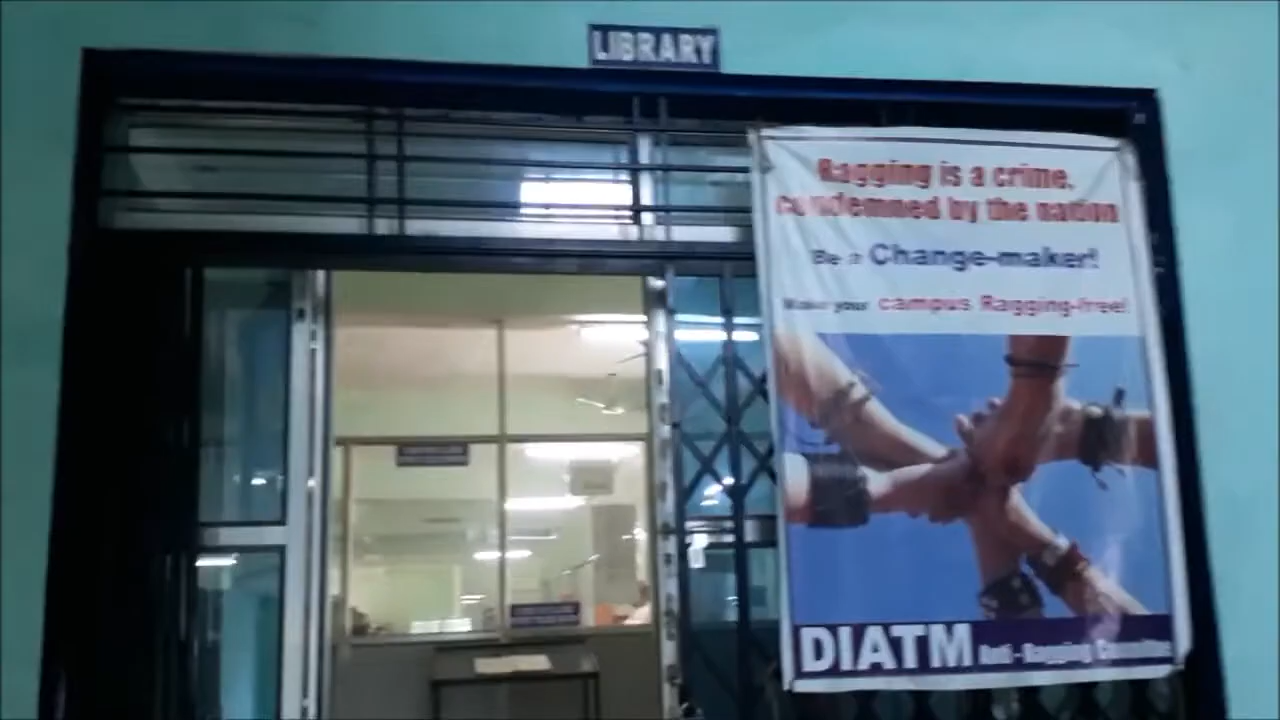 LIBRARY
Ragging is a crime,
condemned by the nation
Be a Change-maker!
Make your campus Ragging-free!
DIATM Anti - Ragging Committee